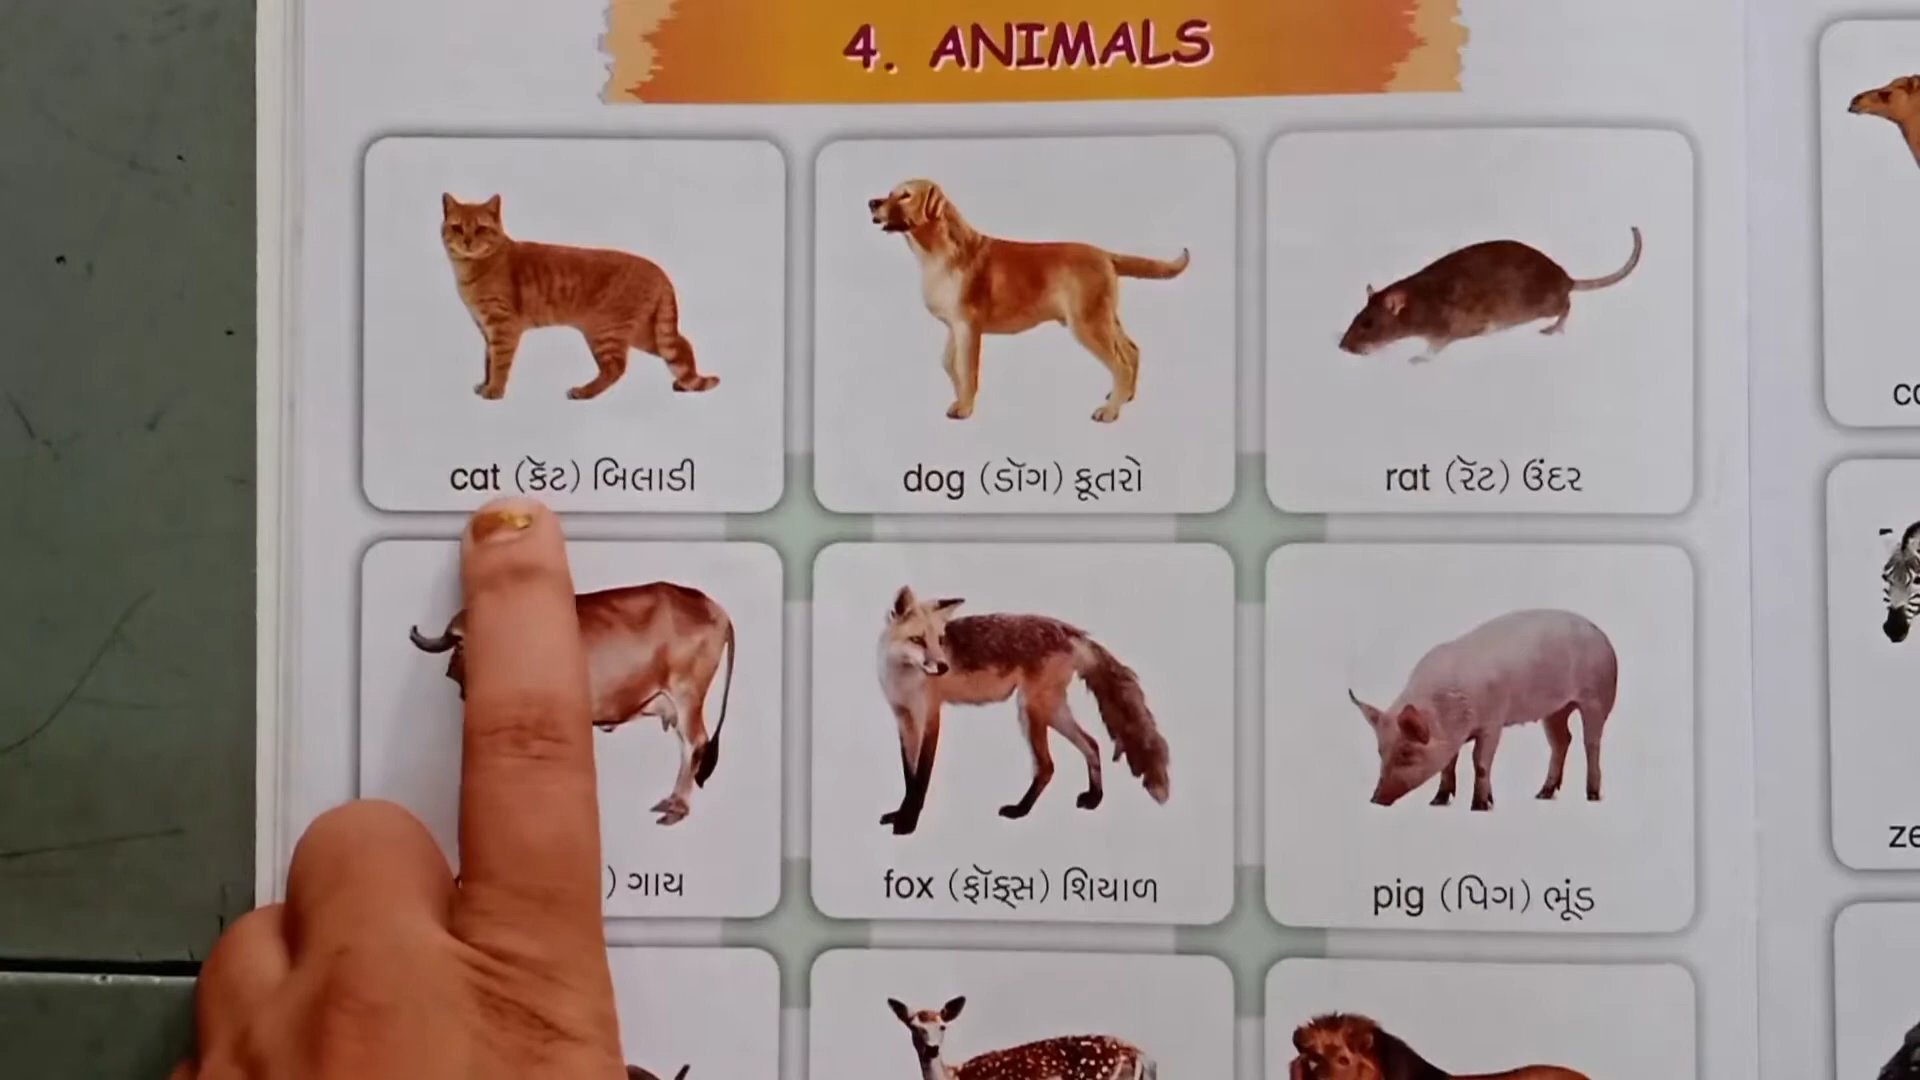 4. ANIMALS
cat (કૅટ) બિલાડી
dog (ડૉગ) કૂતરો
rat (રૅટ) ઉંદર
) ગાય
fox (ફૉક્સ) શિયાળ
pig (પિગ) ભૂંડ